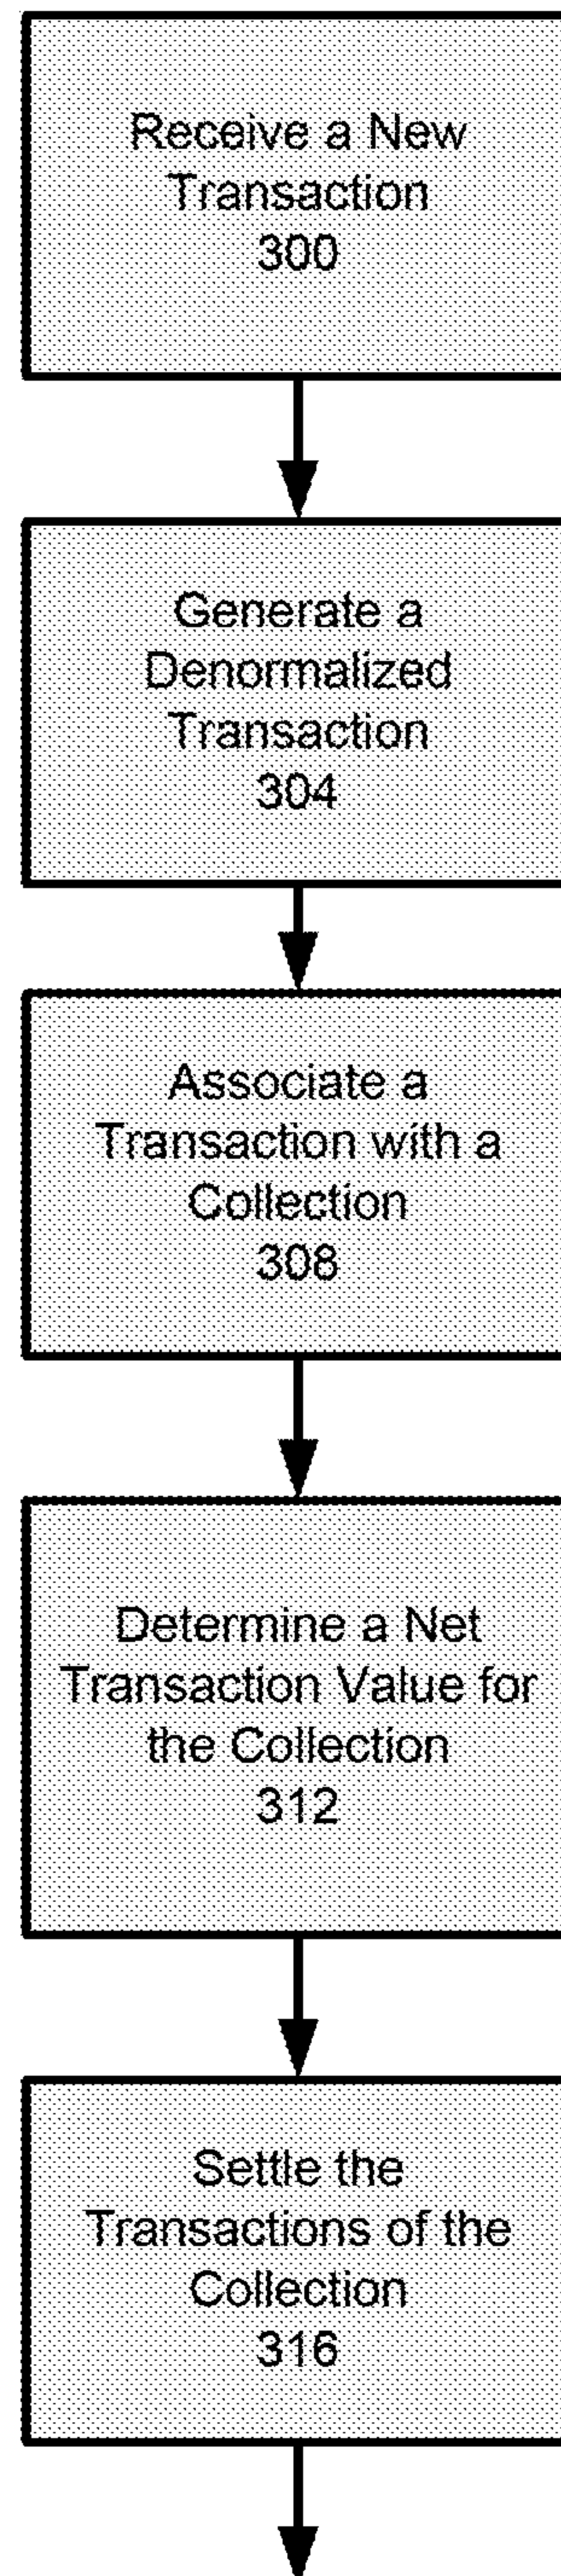 Receive a New
Transaction
300
Generate a
Denormalized
Transaction
304
Associate a
Transaction with a
Collection
308
Determine a Net
Transaction Value for
the Collection
312
Settle the
Transactions of the
Collection
316